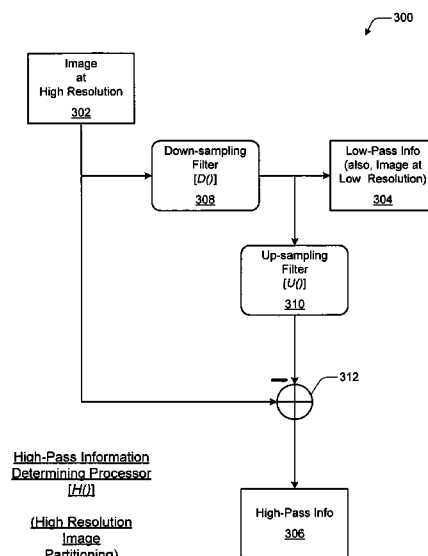 300
Image
at
High Resolution
302
Down-sampling
Filter
[D()]
308
Low-Pass Info
(also, Image at
Low Resolution)
304
Up-sampling
Filter
[U()]
310
–
312
High-Pass Information
Determining Processor
[H()]
(High Resolution
Image
Partitioning)
High-Pass Info
306